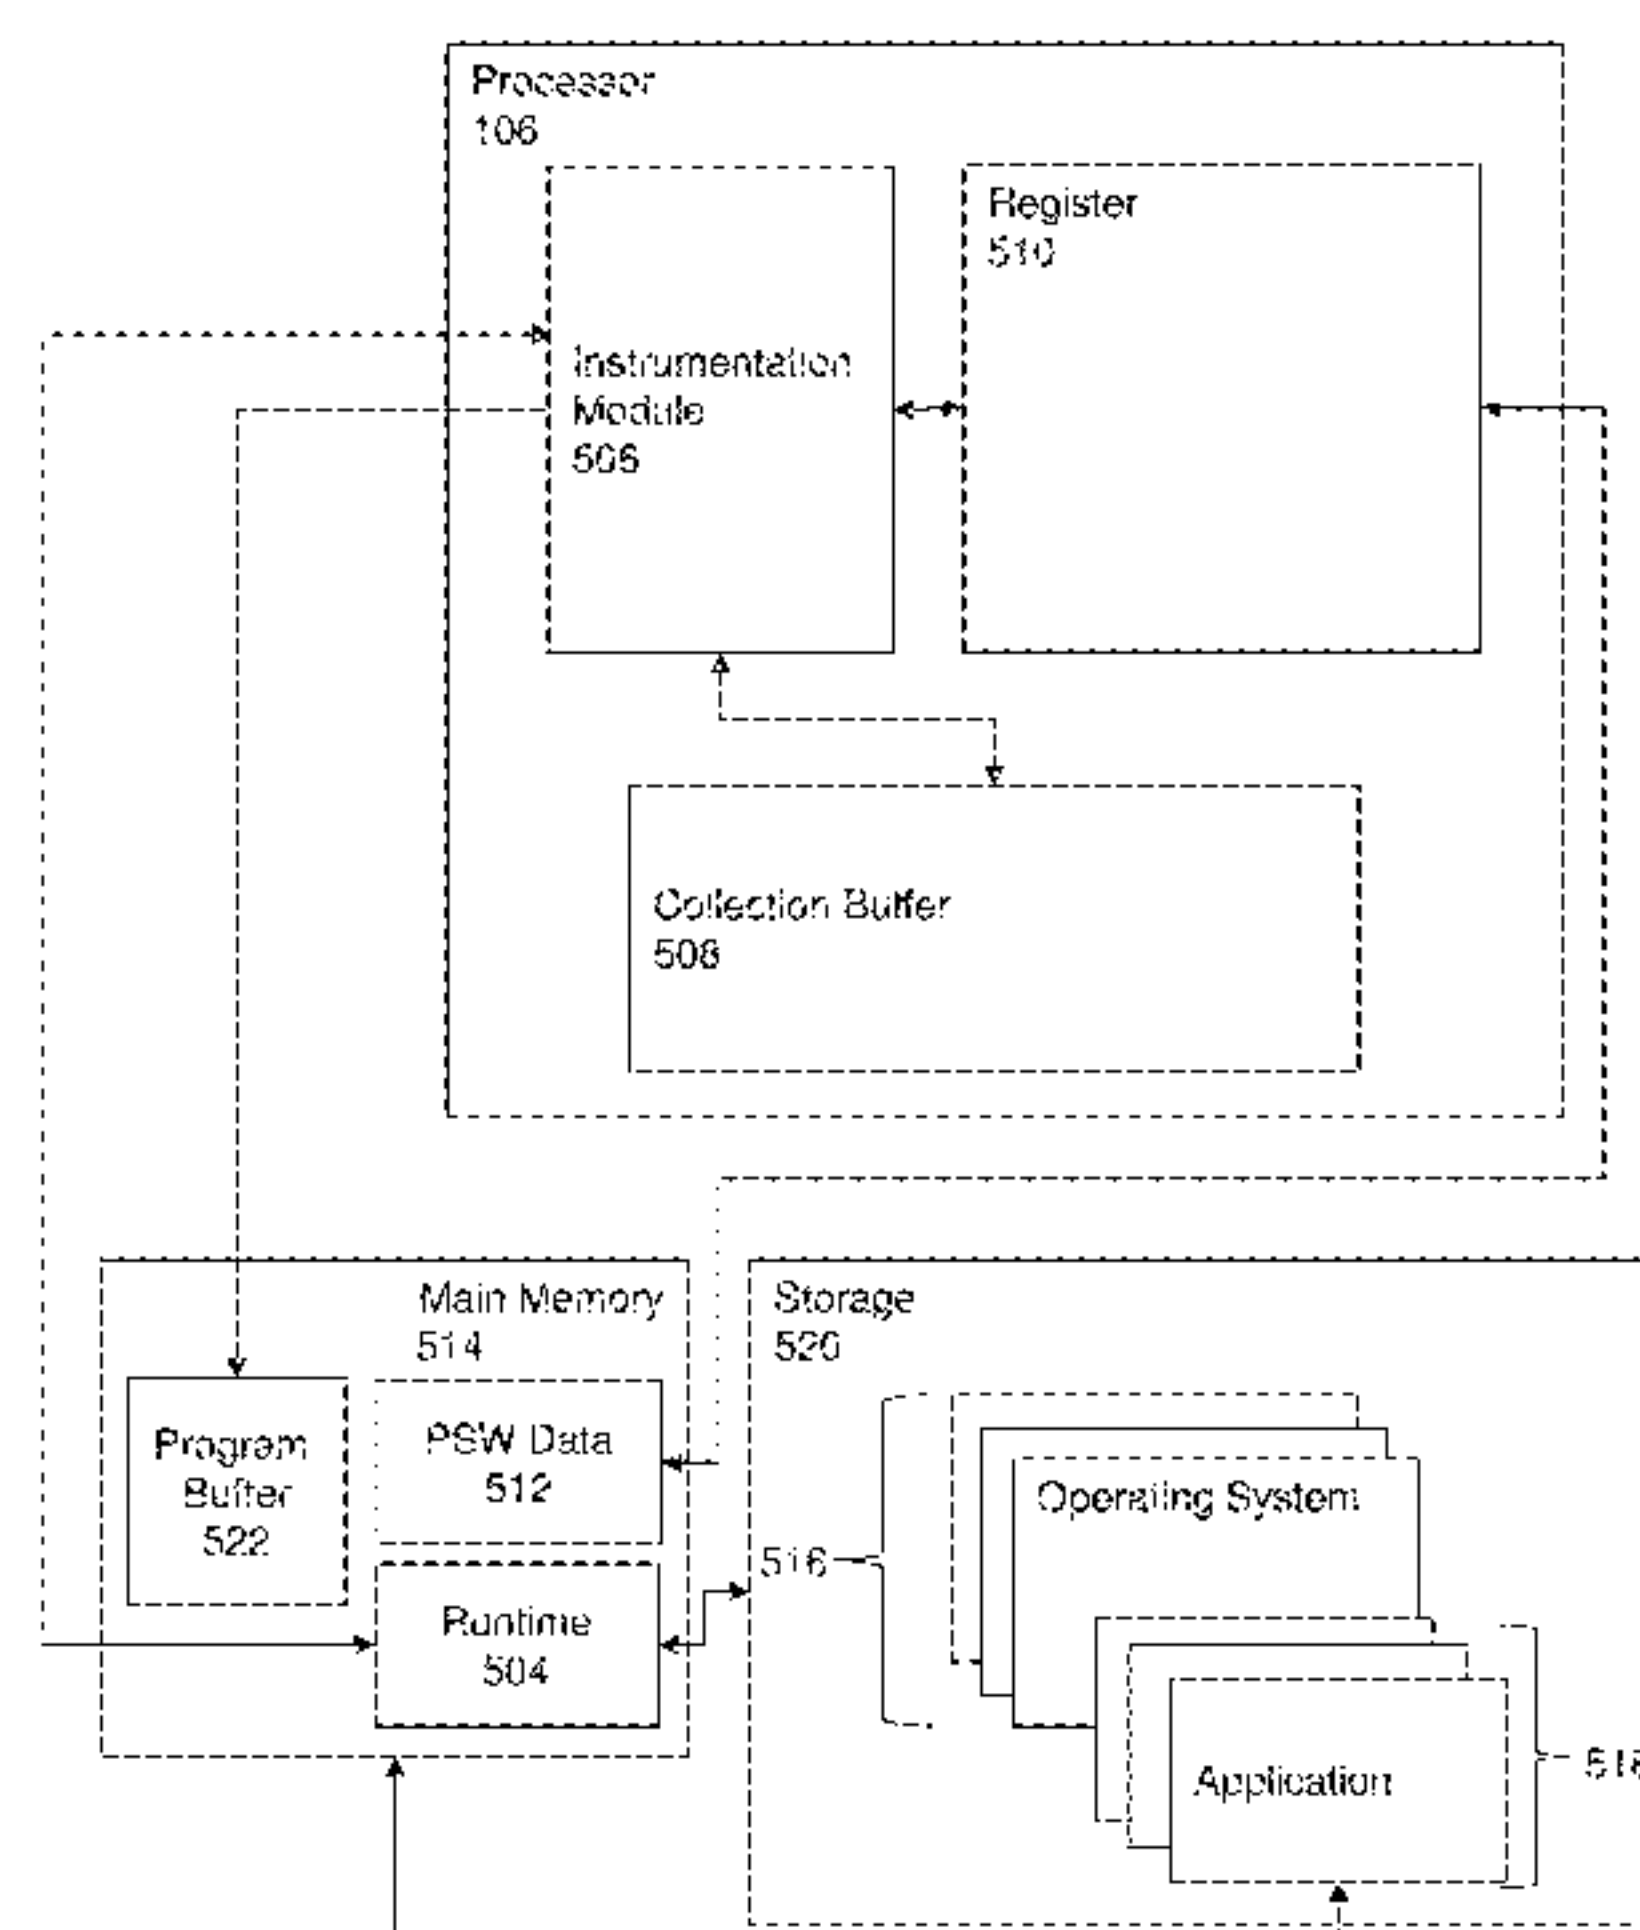 Processor
106
Register
510
Instrumentation
Module
506
Collection Buffer
508
Main Memory
514
Storage
520
Program
Buffer
522
PSW Data
512
Operating System
516
Runtime
504
Application